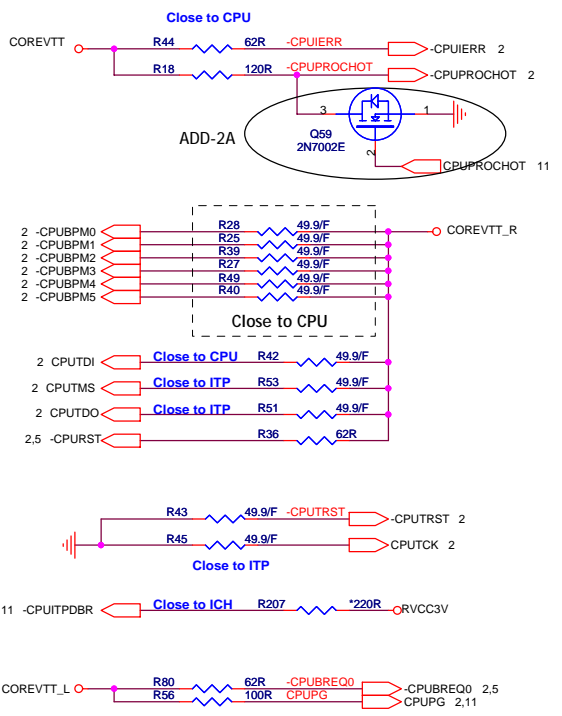 Close to CPU
COREVTT R44 62R -CPUIERR -CPUIERR 2
R18 120R -CPUPROCHOT -CPUPROCHOT 2
3 1
ADD-2A Q59
2N7002E
2
CPUPROCHOT 11
2 -CPUBPM0 R28 49.9/F COREVTT_R
2 -CPUBPM1 R25 49.9/F
2 -CPUBPM2 R39 49.9/F
2 -CPUBPM3 R27 49.9/F
2 -CPUBPM4 R49 49.9/F
2 -CPUBPM5 R40 49.9/F
Close to CPU
2 CPUTDI Close to CPU R42 49.9/F
2 CPUTMS Close to ITP R53 49.9/F
2 CPUTDO Close to ITP R51 49.9/F
2,5 -CPURST R36 62R
R43 49.9/F -CPUTRST -CPUTRST 2
R45 49.9/F CPUTCK 2
Close to ITP
11 -CPUITPDBR Close to ICH R207 *220R RVCC3V
COREVTT_L R80 62R -CPUBREQ0 -CPUBREQ0 2,5
R56 100R CPUPG CPUPG 2,11